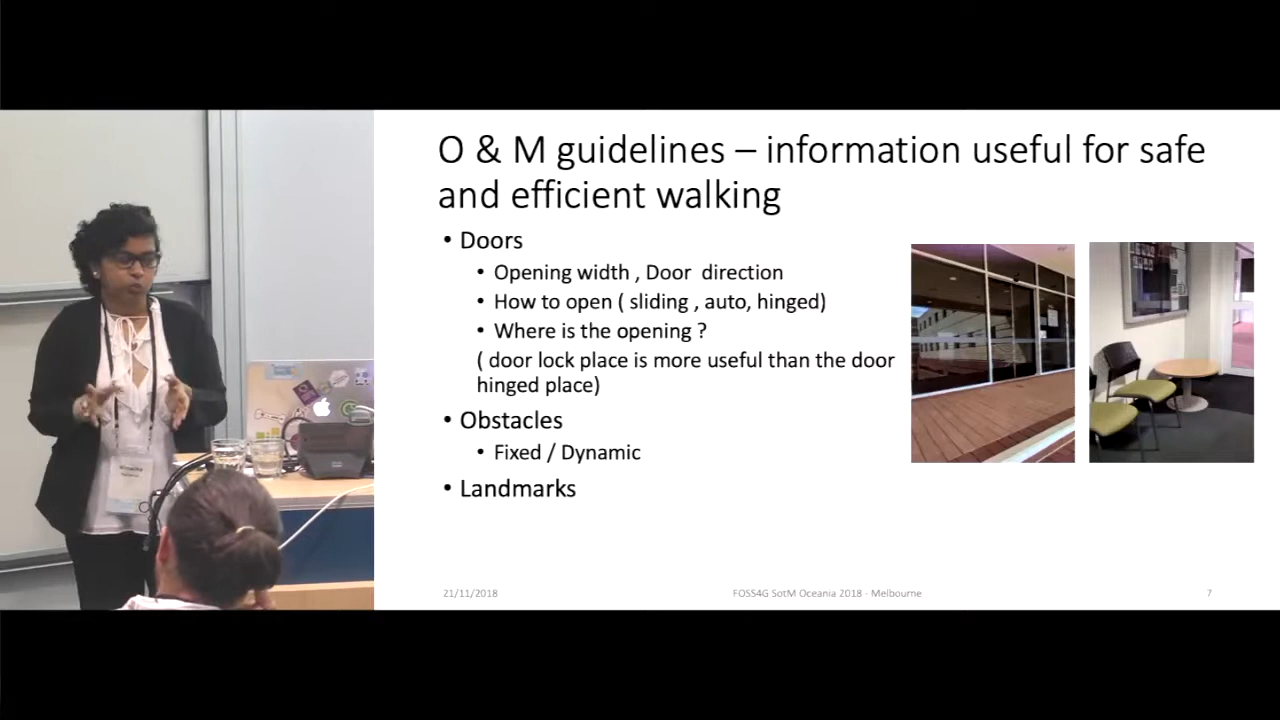 O & M guidelines – information useful for safe
and efficient walking
• Doors
• Opening width , Door direction
• How to open ( sliding , auto, hinged)
• Where is the opening ?
( door lock place is more useful than the door
hinged place)
• Obstacles
• Fixed / Dynamic
• Landmarks
21/11/2018
FOSS4G SotM Oceania 2018 - Melbourne
7